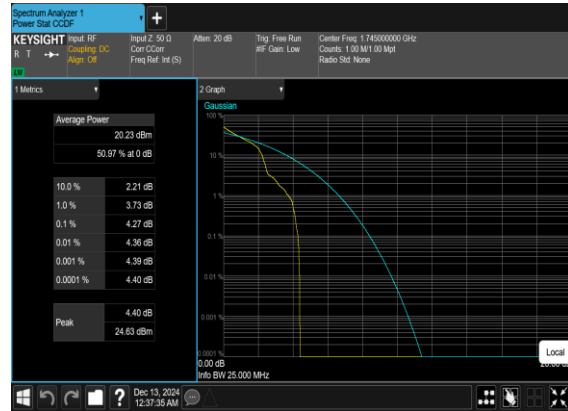 Spectrum Analyzer 1
Power Stat CCDF
+
KEYSIGHT
R T
LXI
Input: RF
Coupling: DC
Align: Off
Input Z: 50 Ω
Corr CCorr
Freq Ref: Int (S)
Atten: 20 dB
Trig: Free Run
#IF Gain: Low
Center Freq: 1.745000000 GHz
Counts: 1.00 M/1.00 Mpt
Radio Std: None
1 Metrics
Average Power
20.23 dBm
50.97 % at 0 dB
10.0 % 2.21 dB
1.0 % 3.73 dB
0.1 % 4.27 dB
0.01 % 4.36 dB
0.001 % 4.39 dB
0.0001 % 4.40 dB
Peak
4.40 dB
24.63 dBm
2 Graph
Gaussian
100 %
10 %
1 %
0.1 %
0.01 %
0.001 %
0.0001 %
0.00 dB
Info BW 25.000 MHz
Local
?
Dec 13, 2024
12:37:35 AM